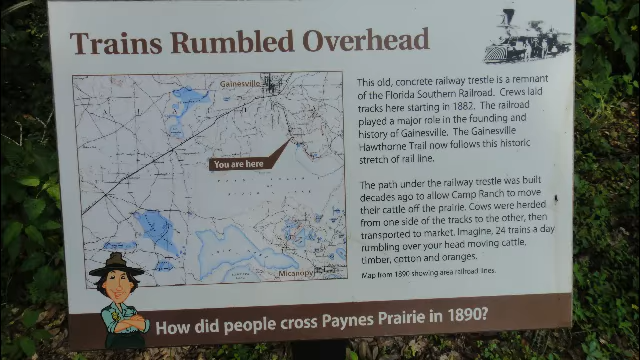 Trains Rumbled Overhead
Gainesville
You are here
Micanopy
This old, concrete railway trestle is a remnant
of the Florida Southern Railroad. Crews laid
tracks here starting in 1882. The railroad
played a major role in the founding and
history of Gainesville. The Gainesville
Hawthorne Trail now follows this historic
stretch of rail line.
The path under the railway trestle was built
decades ago to allow Camp Ranch to move
their cattle off the prairie. Cows were herded
from one side of the tracks to the other, then
transported to market. Imagine, 24 trains a day
rumbling over your head moving cattle,
timber, cotton and oranges.
Map from 1890 showing area railroad lines.
How did people cross Paynes Prairie in 1890?